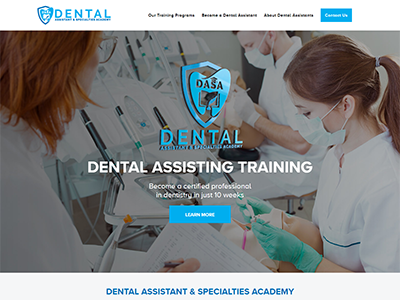 DENTAL
ASSISTANT & SPECIALTIES ACADEMY
Our Training Programs
Become a Dental Assistant
About Dental Assistants
Contact Us
DASA
DENTAL
ASSISTANT & SPECIALTIES ACADEMY
DENTAL ASSISTING TRAINING
Become a certified professional
in dentistry in just 10 weeks
LEARN MORE
DENTAL ASSISTANT & SPECIALTIES ACADEMY